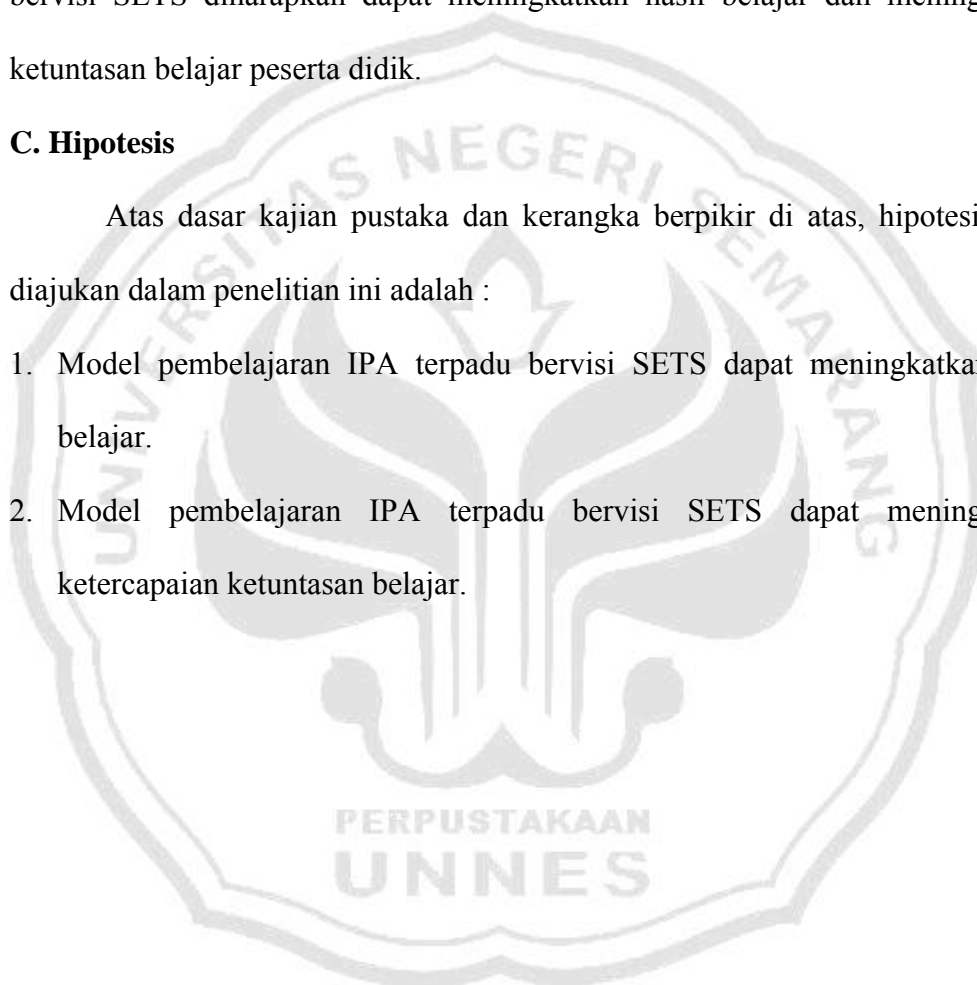 bervisi SETS diharapkan dapat meningkatkan hasil belajar dan mening
ketuntasan belajar peserta didik.
C. Hipotesis
Atas dasar kajian pustaka dan kerangka berpikir di atas, hipotesi
diajukan dalam penelitian ini adalah :
1. Model pembelajaran IPA terpadu bervisi SETS dapat meningkatkan
belajar.
2. Model pembelajaran IPA terpadu bervisi SETS dapat mening
ketercapaian ketuntasan belajar.
UNIVERSITAS NEGERI SEMARANG
PERPUSTAKAAN
UNNES